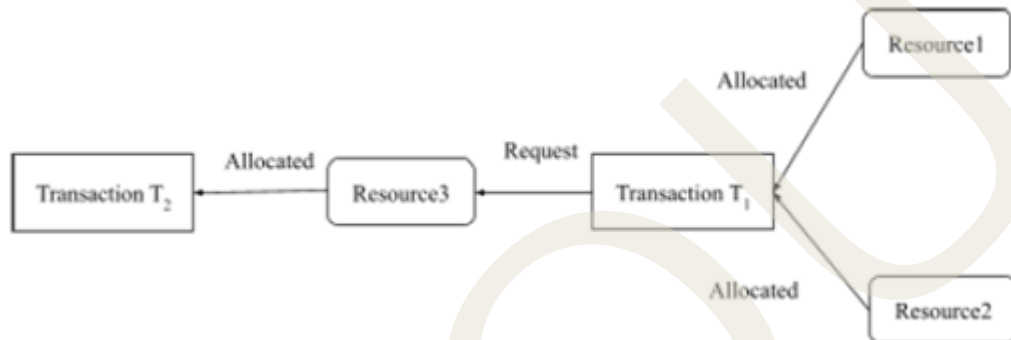 Resource1
Allocated
Request
Allocated
Transaction T2
Resource3
Transaction T1
Allocated
Resource2